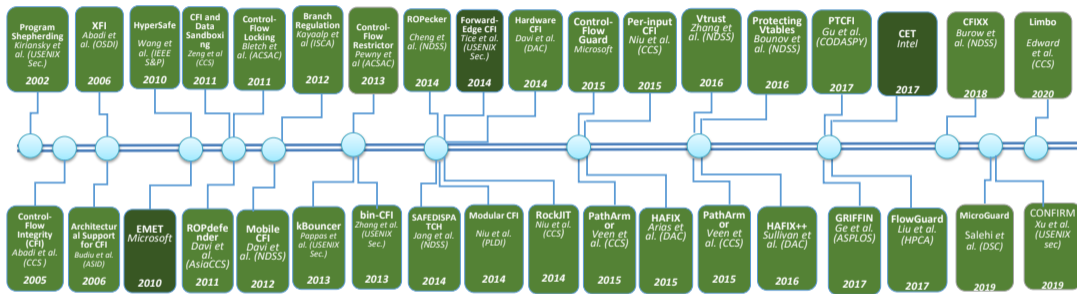 Program
Shepherding
Kiriansky et
al. (USENIX
Sec.)
2002
XFI
Abadi et
al. (OSDI)
2006
HyperSafe
Wang et
al. (IEEE
S&P)
2010
CFI and
Data
Sandboxi
ng
Zeng et al
(CCS)
2011
Control-
Flow
Locking
Bletch et
al. (ACSAC)
2011
Branch
Regulation
Kayaalp et
al (ISCA)
2012
Control-
Flow
Restrictor
Pewny et
al (ACSAC)
2013
ROPecker
Cheng et
al. (NDSS)
2014
Forward-
Edge CFI
Tice et al.
(USENIX
Sec.)
2014
Hardware
CFI
Davi et al.
(DAC)
2014
Control-
Flow
Guard
Microsoft
2015
Per-input
CFI
Niu et al.
(CCS)
2015
Vtrust
Zhang et
al. (NDSS)
2016
Protecting
Vtables
Bounov et
al. (NDSS)
2016
PTCFI
Gu et al.
(CODASPY)
2017
CET
Intel
2017
CFIXX
Burow et
al. (NDSS)
2018
Limbo
Edward
et al.
(CCS)
2020
Control-
Flow
Integrity
(CFI)
Abadi et al.
(CCS )
2005
Architectur
al Support
for CFI
Budiu et al.
(ASID)
2006
EMET
Microsoft
2010
ROPdefe
nder
Davi et
al.
(AsiaCCS)
2011
Mobile
CFI
Davi et
al. (NDSS)
2012
kBouncer
Pappas et
al. (USENIX
Sec.)
2013
bin-CFI
Zhang et al.
(USENIX
Sec.)
2013
SAFEDISPA
TCH
Jang et al.
(NDSS)
2014
Modular CFI
Niu et al.
(PLDI)
2014
RockJIT
Niu et al.
(CCS)
2014
PathArm
or
Veen et
al. (CCS)
2015
HAFIX
Arias et
al. (DAC)
2015
PathArm
or
Veen et
al. (CCS)
2015
HAFIX++
Sullivan et
al. (DAC)
2016
GRIFFIN
Ge et al.
(ASPLOS)
2017
FlowGuard
Liu et al.
(HPCA)
2017
MicroGuard
Salehi et
al. (DSC)
2019
CONFIRM
Xu et al.
(USENIX
sec)
2019